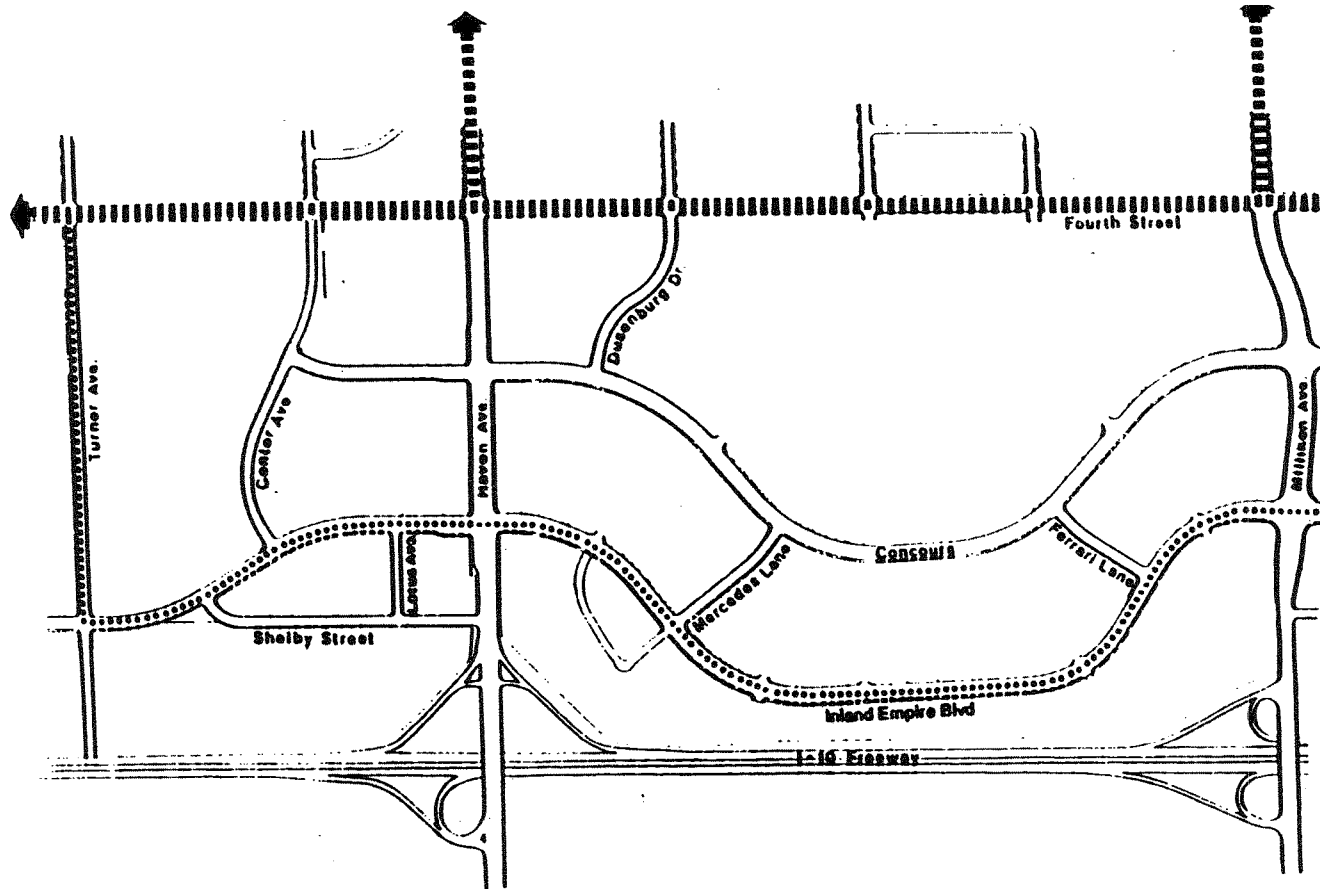 Fourth Street
Dusenburg Dr.
Turner Ave.
Center Ave
Haven Ave.
Milliken Ave.
Lotus Ave.
Mercedes Lane
Concours
Ferrari Lane
Shelby Street
Inland Empire Blvd
I-10 Freeway